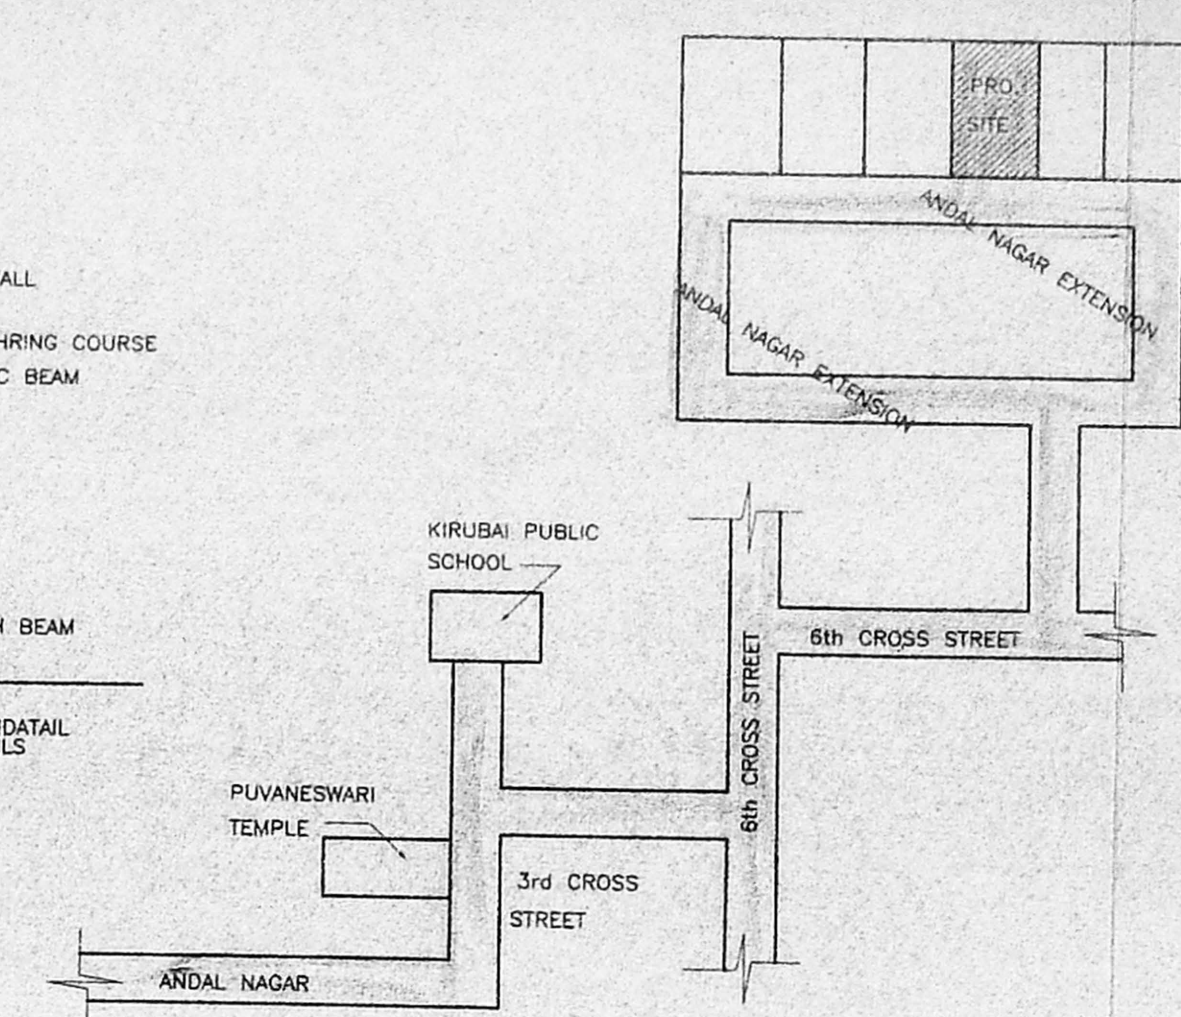 PRO.
SITE
ANDAL NAGAR EXTENSION
ANDAL NAGAR EXTENSION
ALL
HRING COURSE
C BEAM
KIRUBAI PUBLIC
SCHOOL
H BEAM
6th CROSS STREET
6th CROSS STREET
DATAIL
LS
PUVANESWARI
TEMPLE
3rd CROSS
STREET
ANDAL NAGAR